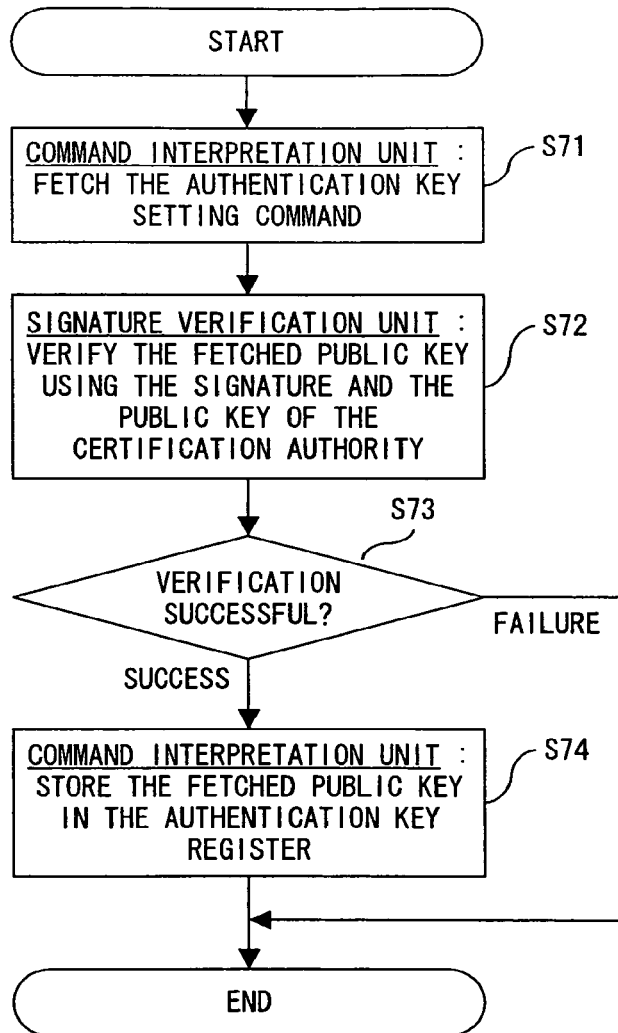 START
COMMAND INTERPRETATION UNIT :
FETCH THE AUTHENTICATION KEY
SETTING COMMAND
S71
SIGNATURE VERIFICATION UNIT :
VERIFY THE FETCHED PUBLIC KEY
USING THE SIGNATURE AND THE
PUBLIC KEY OF THE
CERTIFICATION AUTHORITY
S72
S73
VERIFICATION
SUCCESSFUL?
FAILURE
SUCCESS
COMMAND INTERPRETATION UNIT :
STORE THE FETCHED PUBLIC KEY
IN THE AUTHENTICATION KEY
REGISTER
S74
END